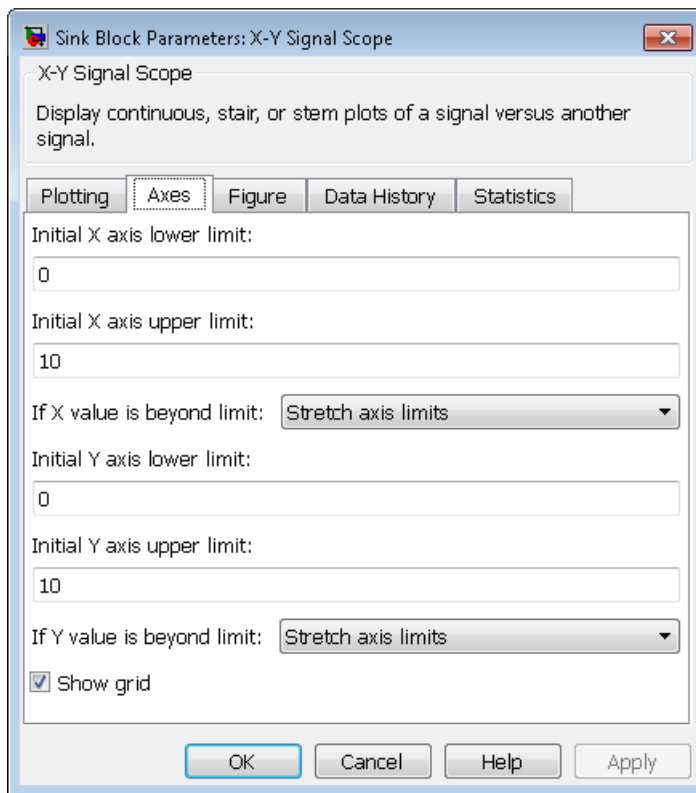 Sink Block Parameters: X-Y Signal Scope
X-Y Signal Scope
Display continuous, stair, or stem plots of a signal versus another
signal.
Plotting Axes Figure Data History Statistics
Initial X axis lower limit:
0
Initial X axis upper limit:
10
If X value is beyond limit: Stretch axis limits
Initial Y axis lower limit:
0
Initial Y axis upper limit:
10
If Y value is beyond limit: Stretch axis limits
Show grid
OK Cancel Help Apply